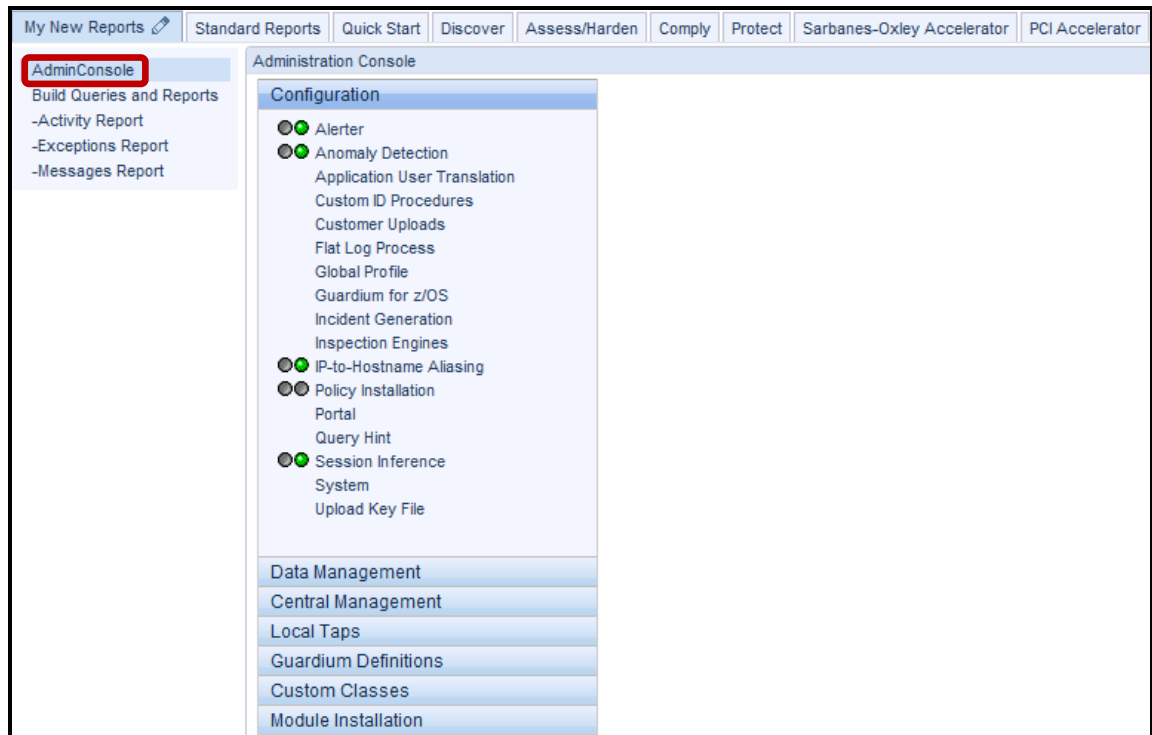 My New Reports Standard Reports Quick Start Discover Assess/Harden Comply Protect Sarbanes-Oxley Accelerator PCI Accelerator
AdminConsole
Build Queries and Reports
-Activity Report
-Exceptions Report
-Messages Report
Administration Console
Configuration
Alerter
Anomaly Detection
Application User Translation
Custom ID Procedures
Customer Uploads
Flat Log Process
Global Profile
Guardium for z/OS
Incident Generation
Inspection Engines
IP-to-Hostname Aliasing
Policy Installation
Portal
Query Hint
Session Inference
System
Upload Key File
Data Management
Central Management
Local Taps
Guardium Definitions
Custom Classes
Module Installation